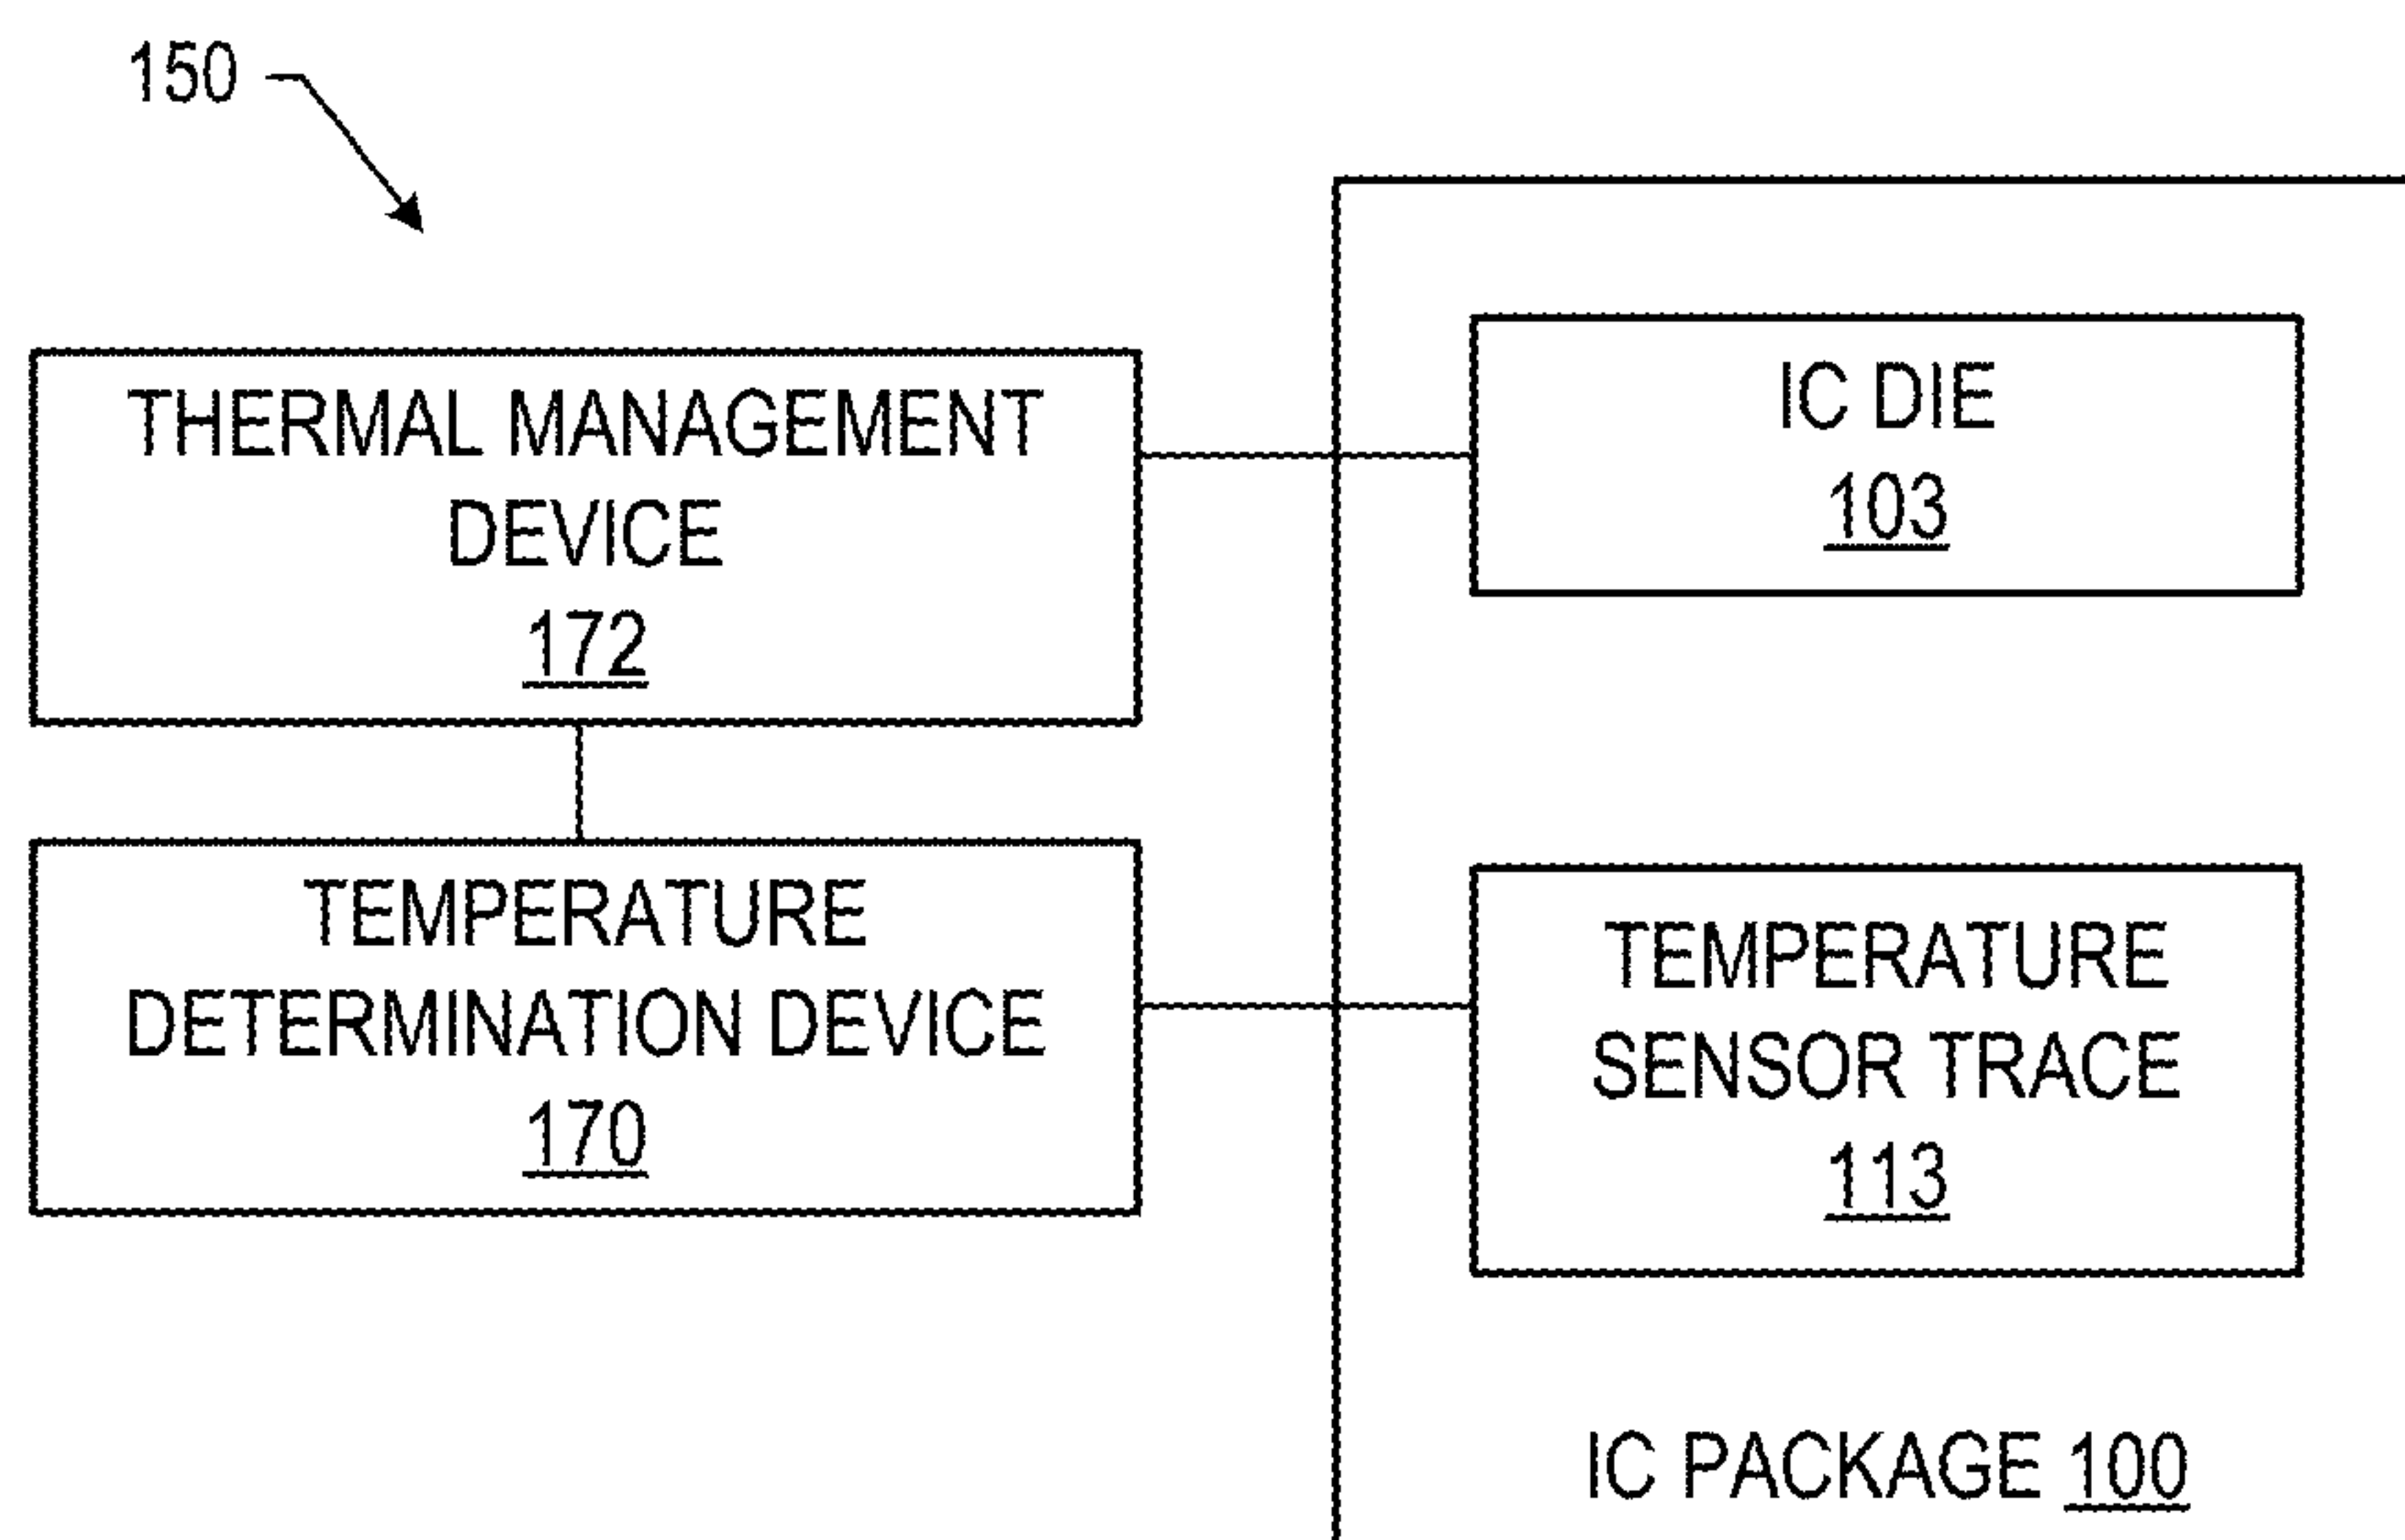 150
THERMAL MANAGEMENT
DEVICE
172
IC DIE
103
TEMPERATURE
DETERMINATION DEVICE
170
TEMPERATURE
SENSOR TRACE
113
IC PACKAGE 100